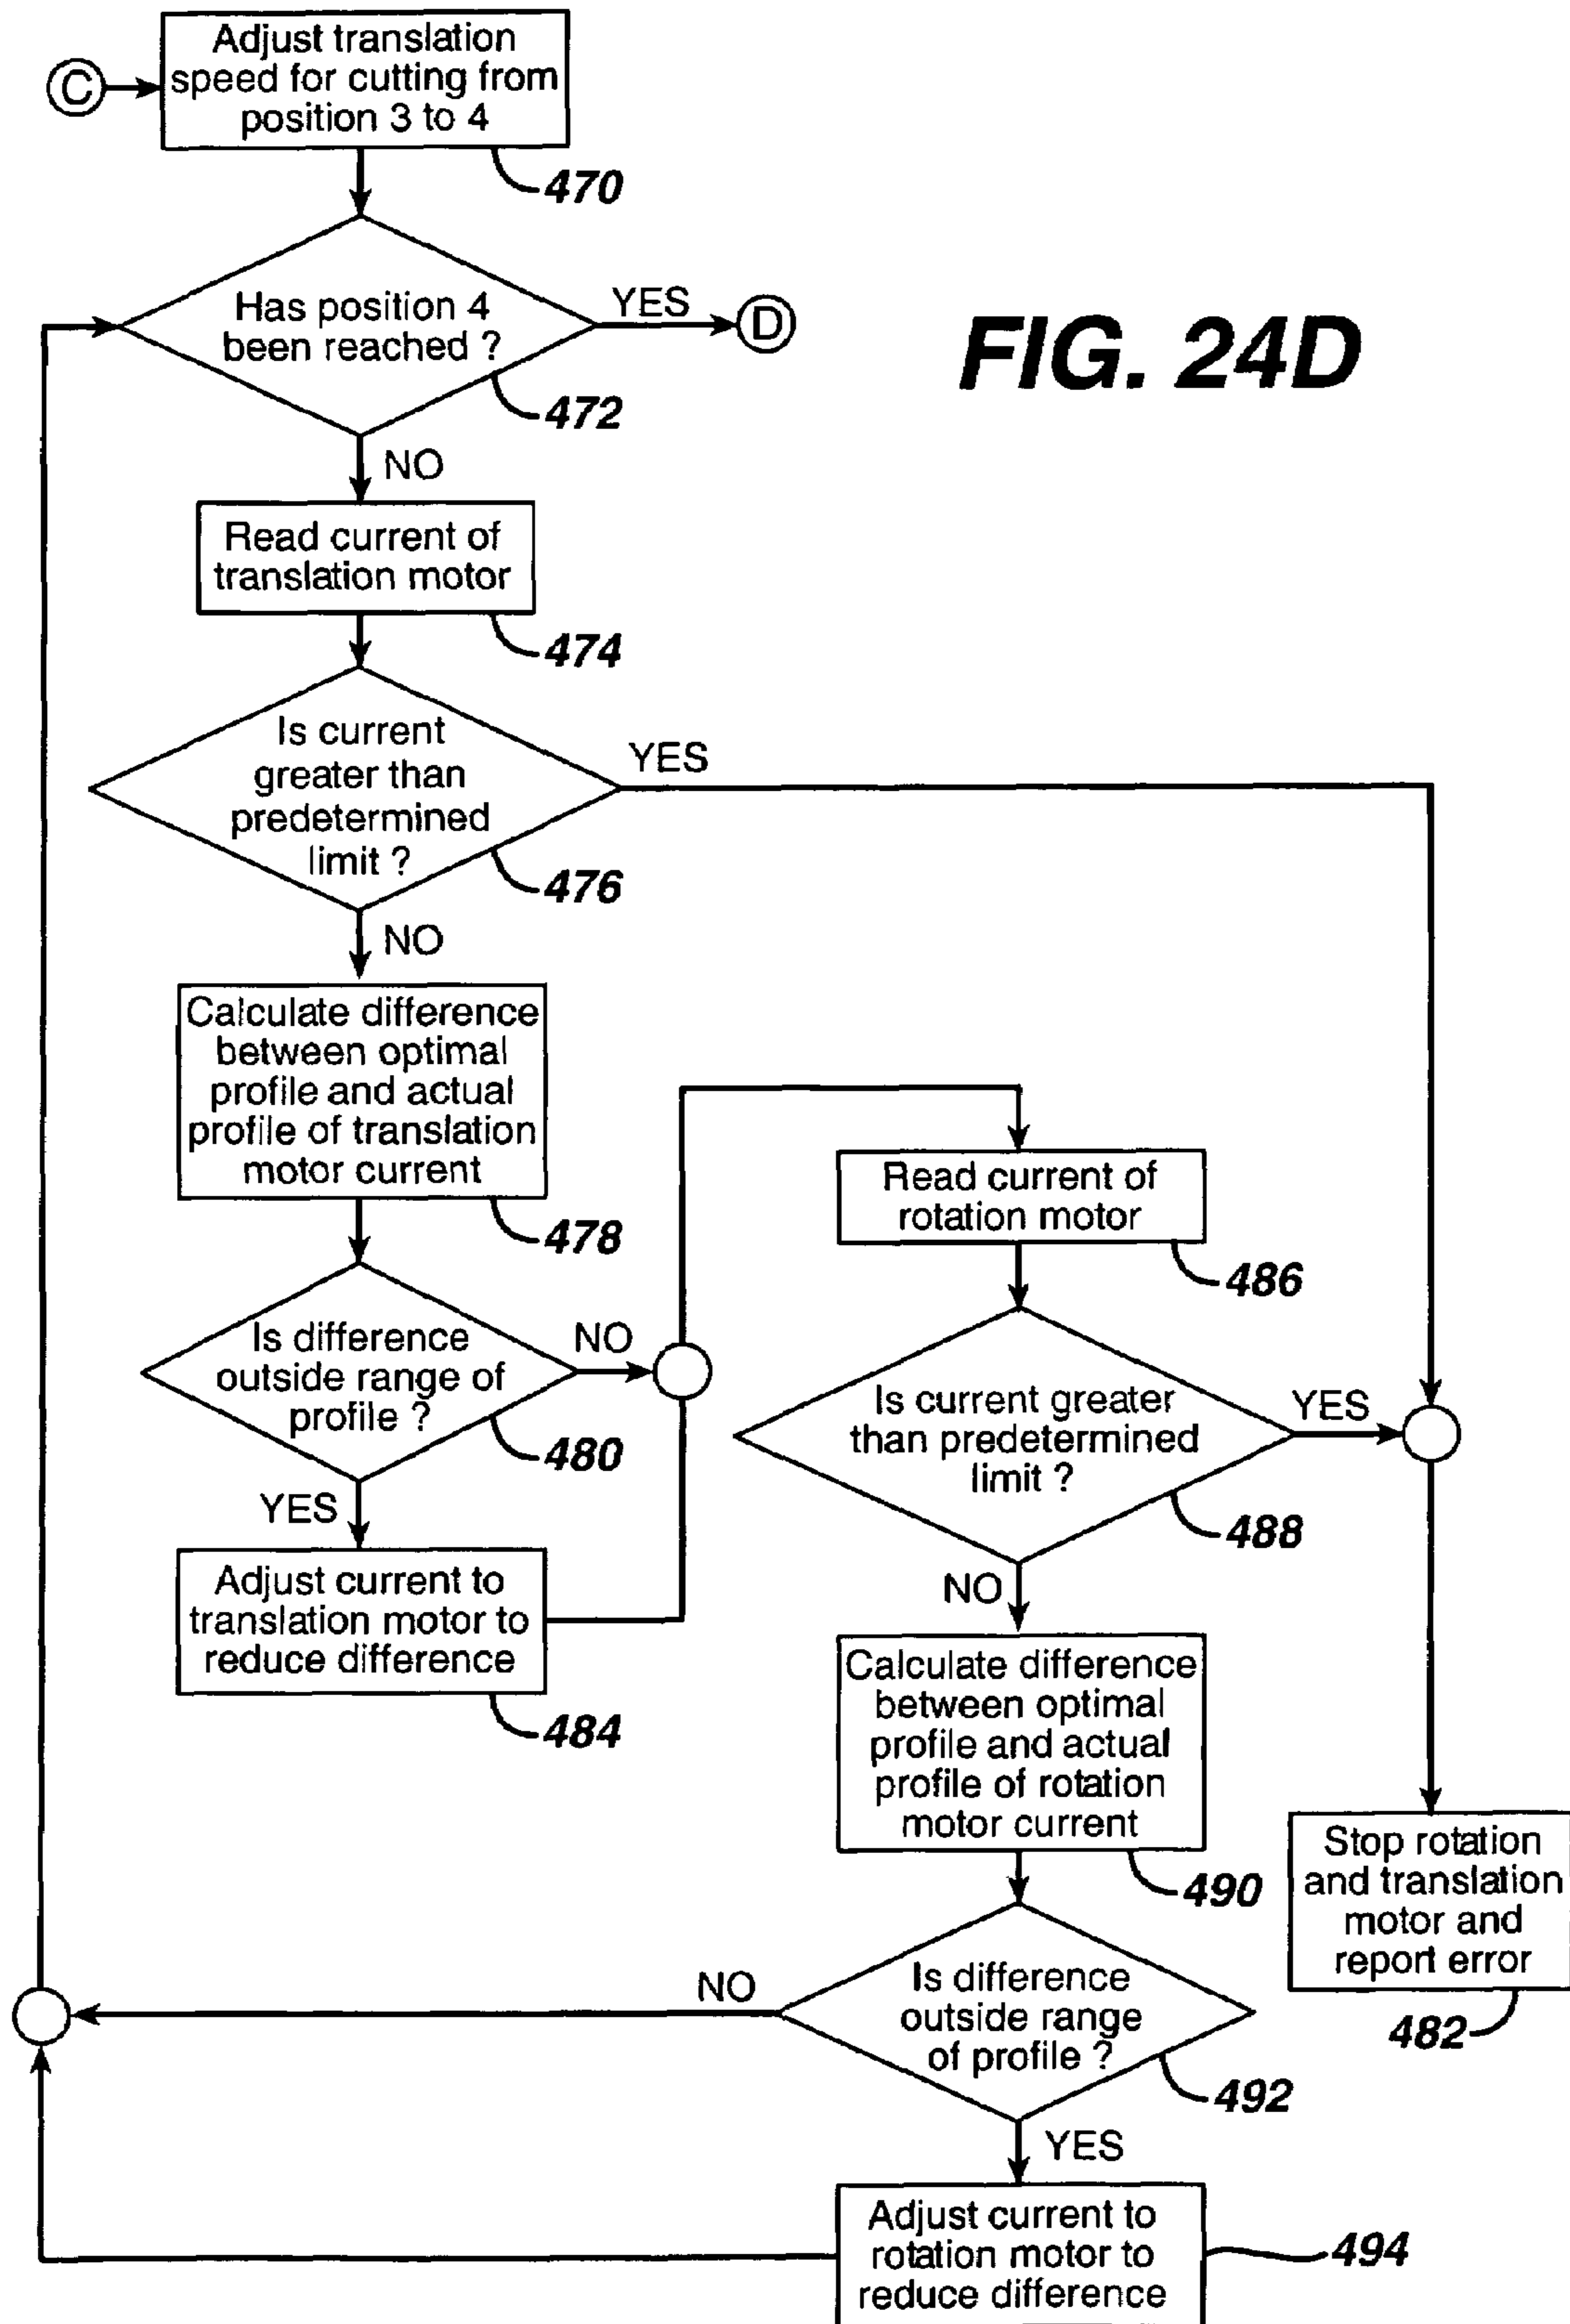 C
Adjust translation
speed for cutting from
position 3 to 4
470
Has position 4
been reached ?
YES
D
472
FIG. 24D
NO
Read current of
translation motor
474
Is current
greater than
predetermined
limit ?
YES
476
NO
Calculate difference
between optimal
profile and actual
profile of translation
motor current
478
Is difference
outside range of
profile ?
NO
480
YES
Adjust current to
translation motor to
reduce difference
484
Read current of
rotation motor
486
Is current greater
than predetermined
limit ?
YES
488
NO
Calculate difference
between optimal
profile and actual
profile of rotation
motor current
490
Stop rotation
and translation
motor and
report error
482
Is difference
outside range
of profile ?
NO
492
YES
Adjust current to
rotation motor to
reduce difference
494